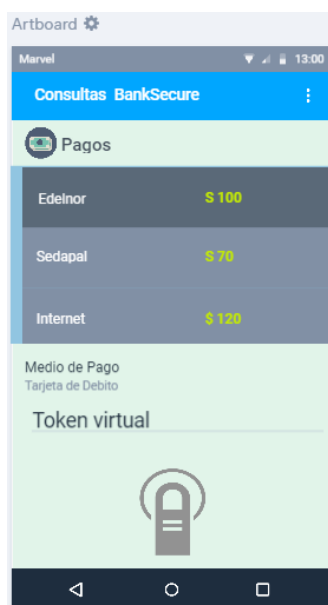 Artboard
Marvel 13:00
Consultas BankSecure
Pagos
Edelnor S 100
Sedapal S 70
Internet $ 120
Medio de Pago
Tarjeta de Debito
Token virtual